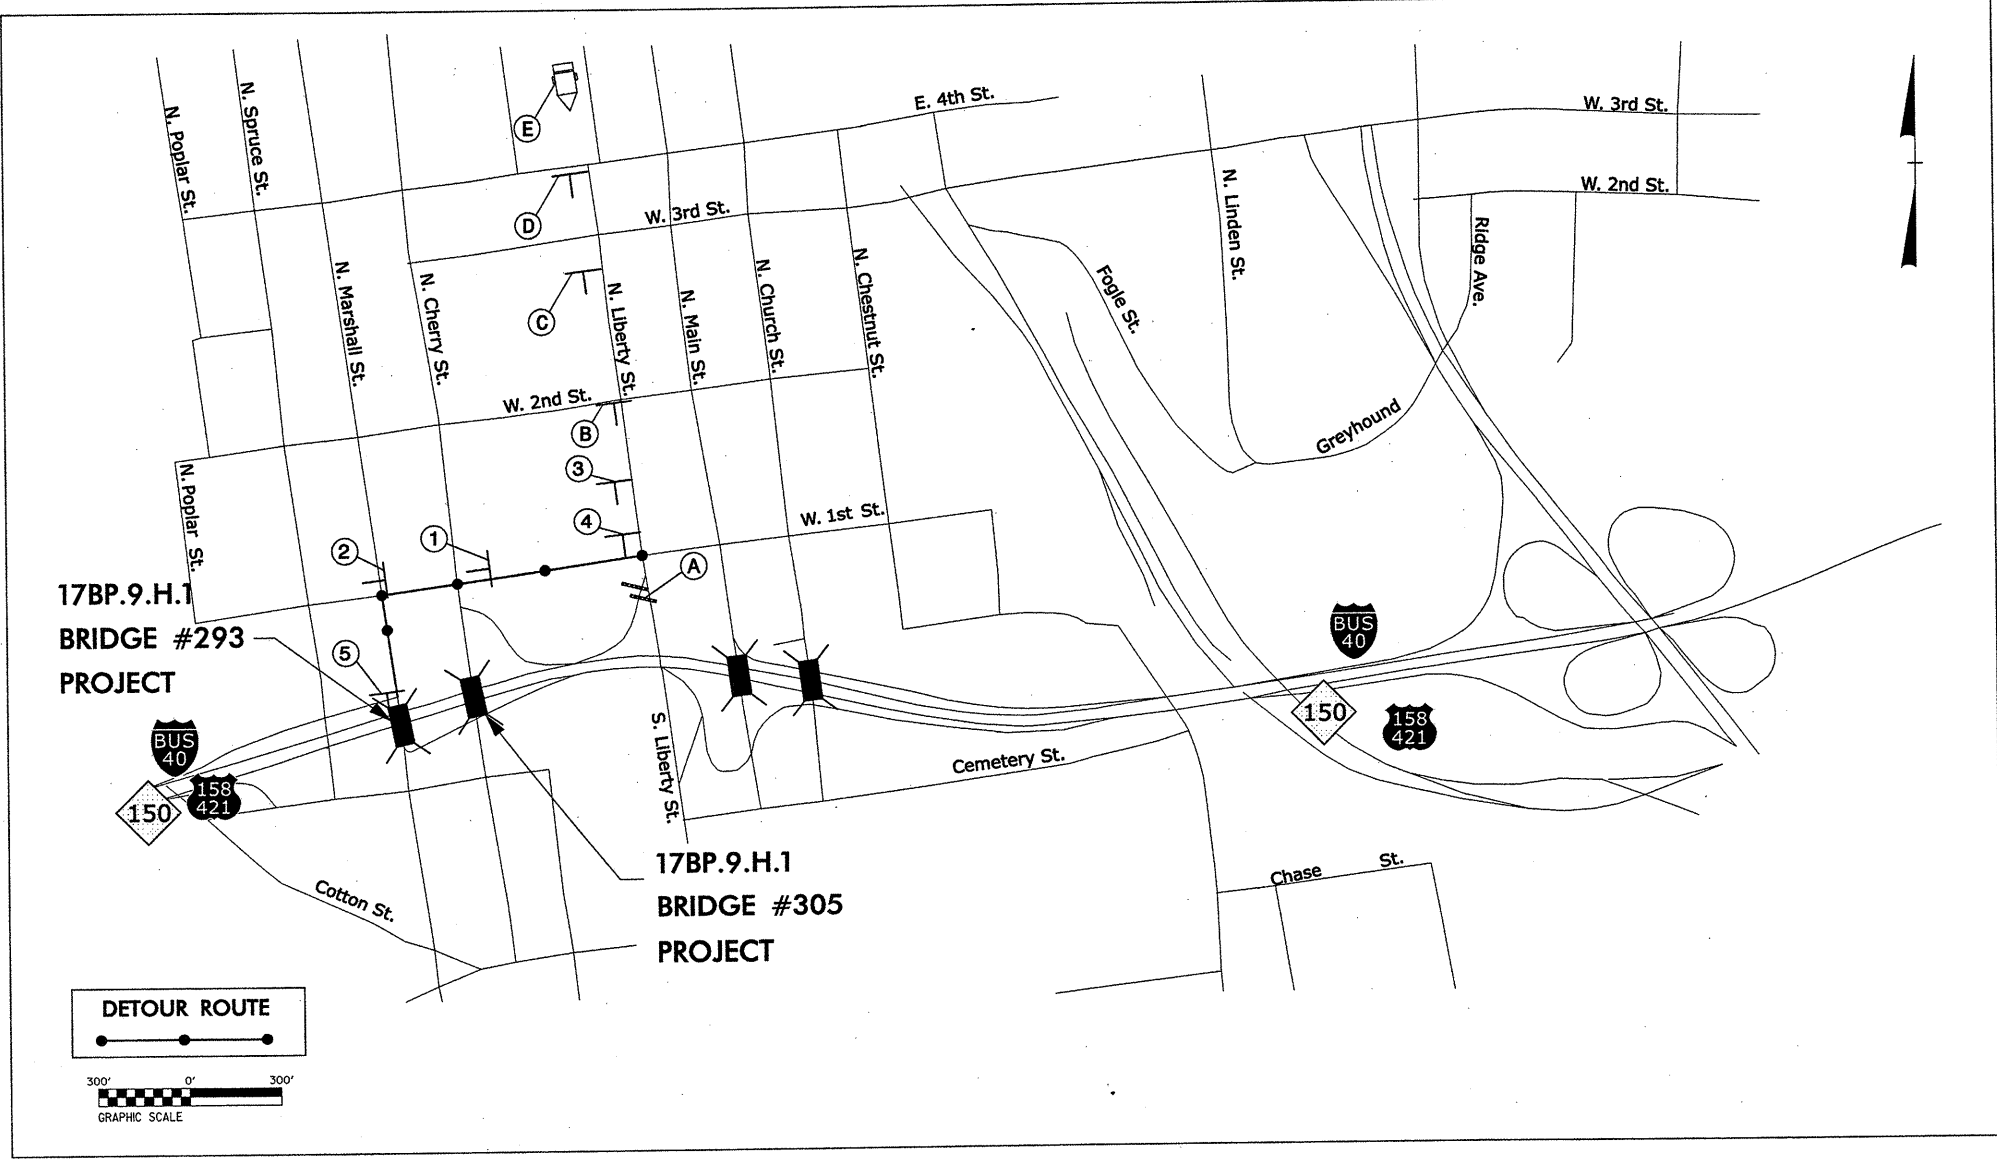 E. 4th St.
W. 3rd St.
W. 2nd St.
N. Poplar St.
N. Spruce St.
E
D
W. 3rd St.
N. Linden St.
Ridge Ave.
N. Marshall St.
N. Cherry St.
C
N. Liberty St.
N. Main St.
N. Church St.
N. Chestnut St.
Fogle St.
W. 2nd St.
B
Greyhound
N. Poplar St.
3
4
W. 1st St.
2
1
A
17BP.9.H.1
BRIDGE #293
PROJECT
5
BUS
40
150
158
421
BUS
40
150
158
421
S. Liberty St.
Cemetery St.
17BP.9.H.1
BRIDGE #305
PROJECT
Chase St.
Cotton St.
DETOUR ROUTE
300' 0' 300'
GRAPHIC SCALE